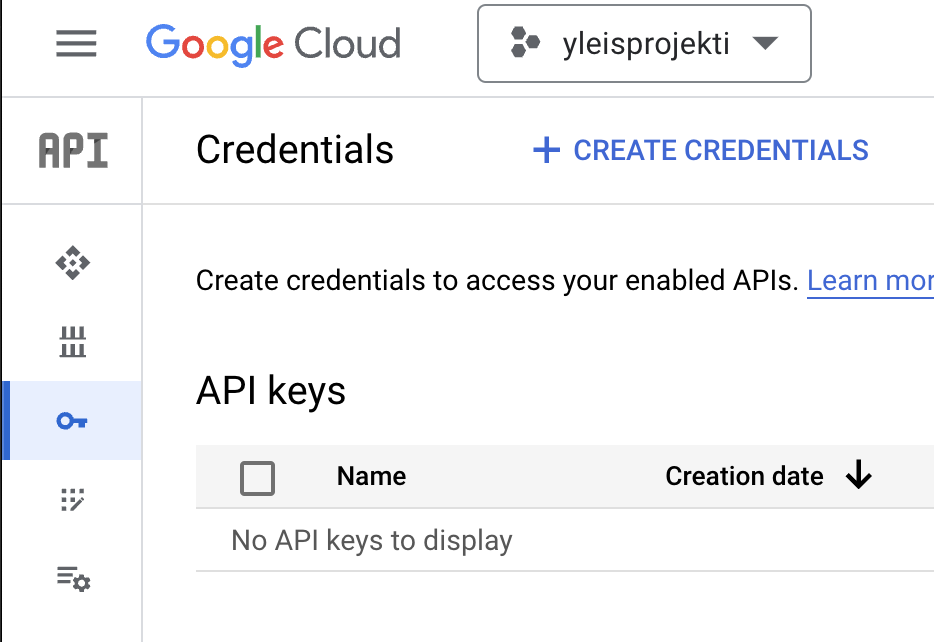 Google Cloud
yleisprojekti
API
Credentials
+ CREATE CREDENTIALS
Create credentials to access your enabled APIs. Learn mor
API keys
Name Creation date
No API keys to display